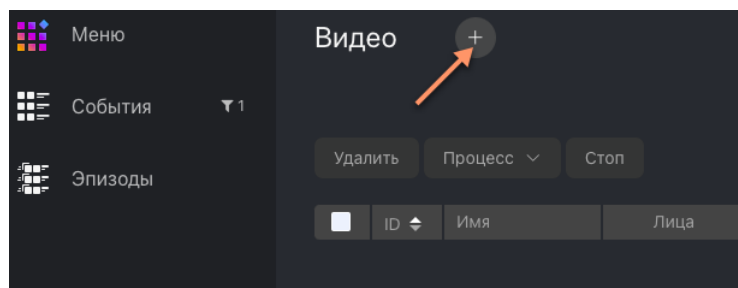 Меню
Видео
События 1
Эпизоды
Удалить Процесс Стоп
ID Имя Лица